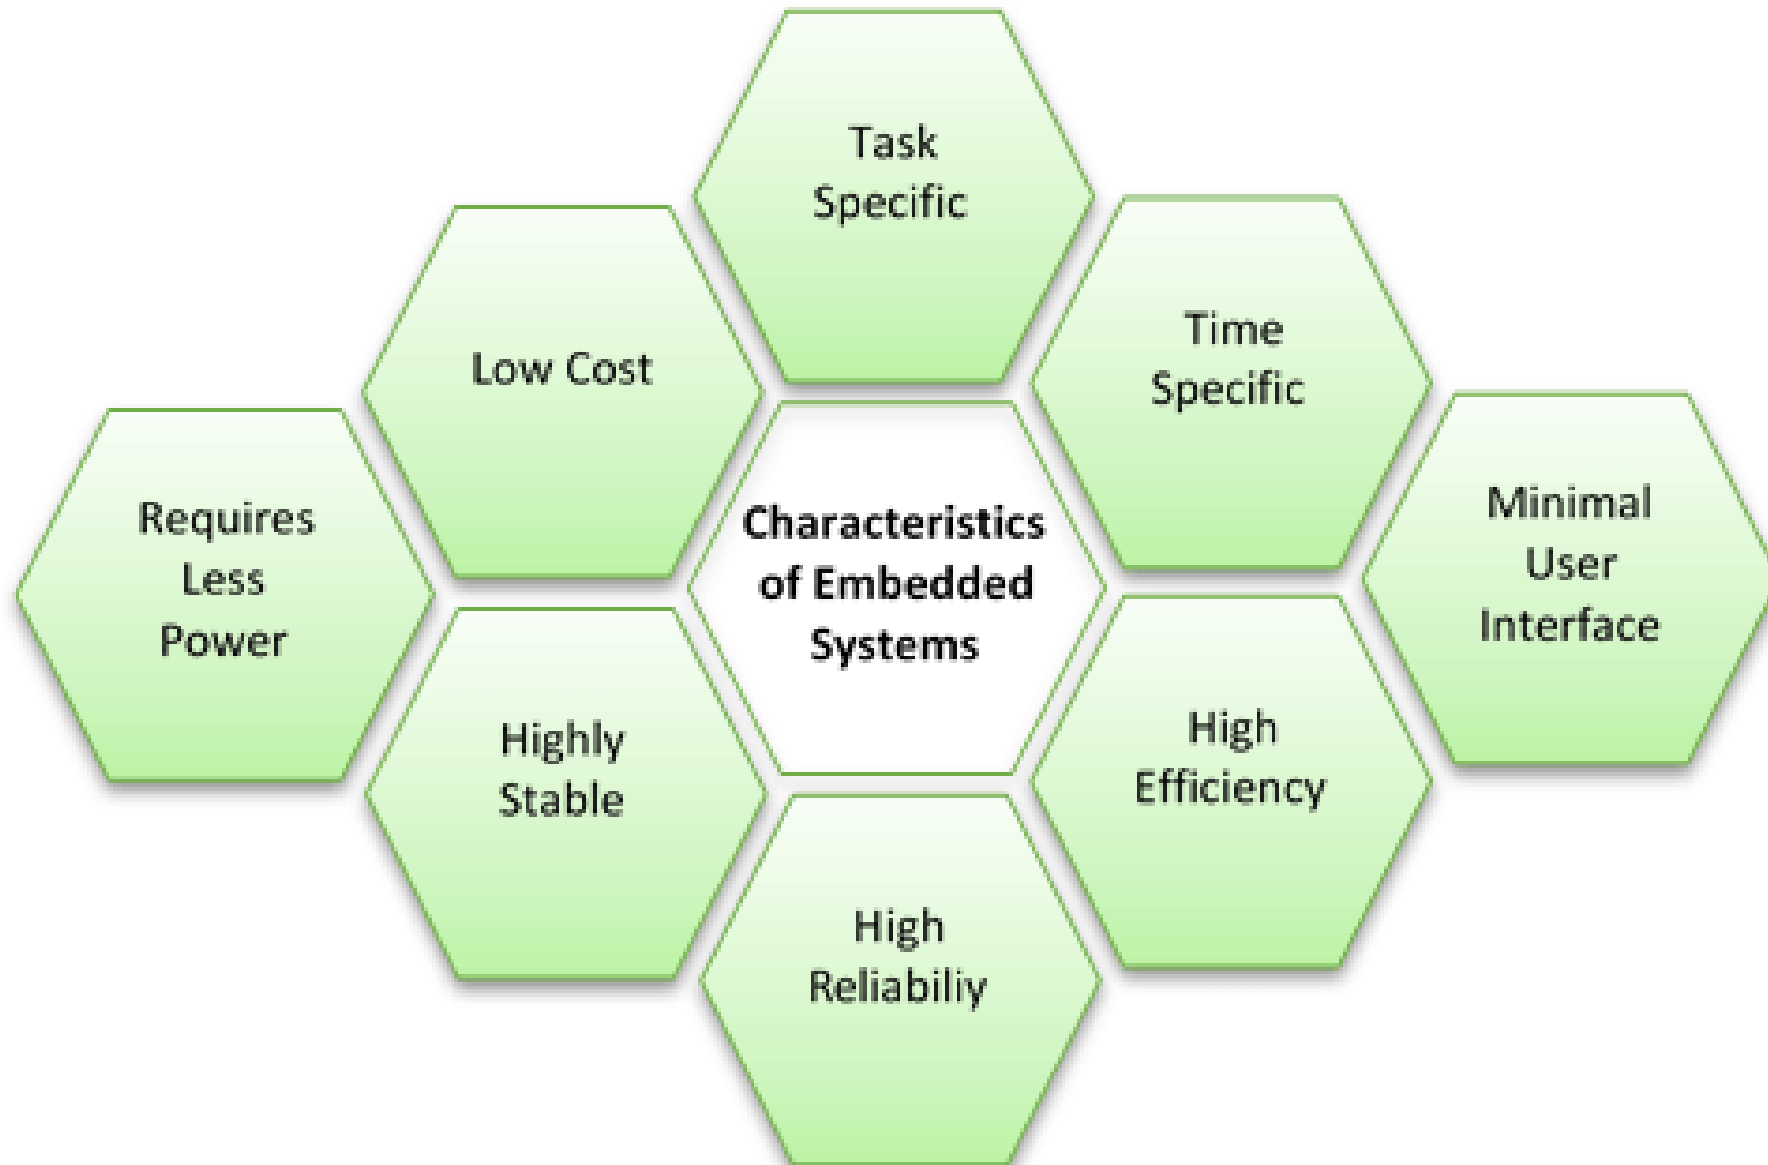 Task
Specific
Low Cost
Time
Specific
Requires
Less
Power
Characteristics
of Embedded
Systems
Minimal
User
Interface
Highly
Stable
High
Efficiency
High
Reliabiliy